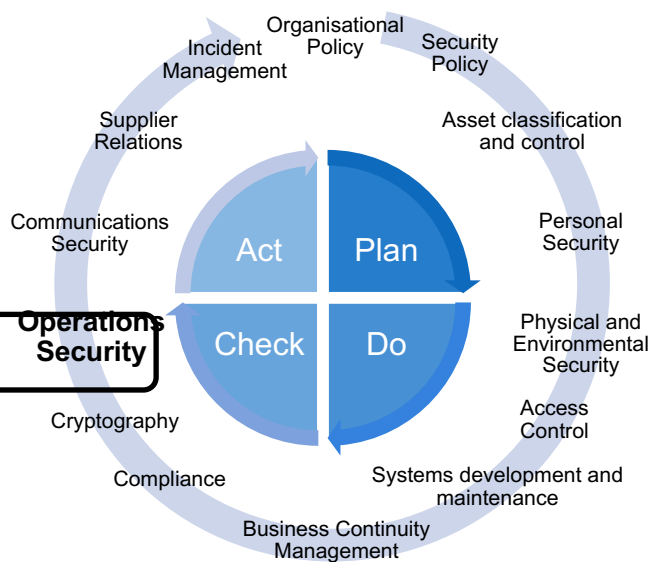 Organisational
Policy
Security
Policy
Asset classification
and control
Personal
Security
Physical and
Environmental
Security
Access
Control
Systems development and
maintenance
Business Continuity
Management
Compliance
Cryptography
Operations
Security
Communications
Security
Supplier
Relations
Incident
Management
Act
Plan
Check
Do